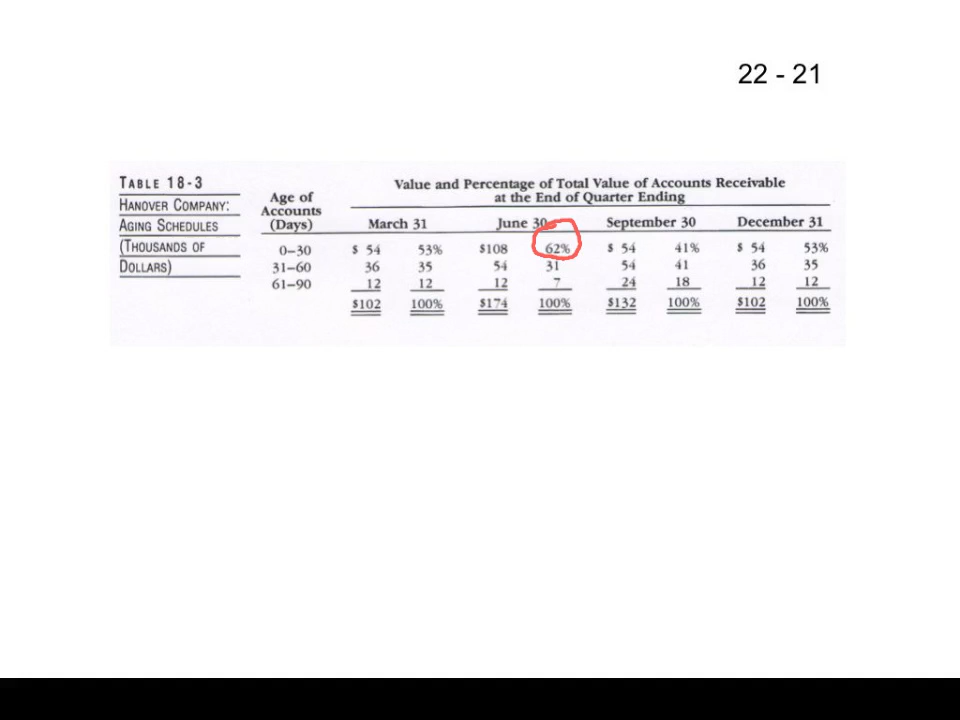 22 - 21
TABLE 18-3
HANOVER COMPANY:
AGING SCHEDULES
(THOUSANDS OF
DOLLARS)
Value and Percentage of Total Value of Accounts Receivable
at the End of Quarter Ending
Age of
Accounts
(Days)
March 31 June 30 September 30 December 31
0–30 $ 54 53% $108 62% $ 54 41% $ 54 53%
31–60 36 35 54 31 54 41 36 35
61–90 12 12 12 7 24 18 12 12
$102 100% $174 100% $132 100% $102 100%